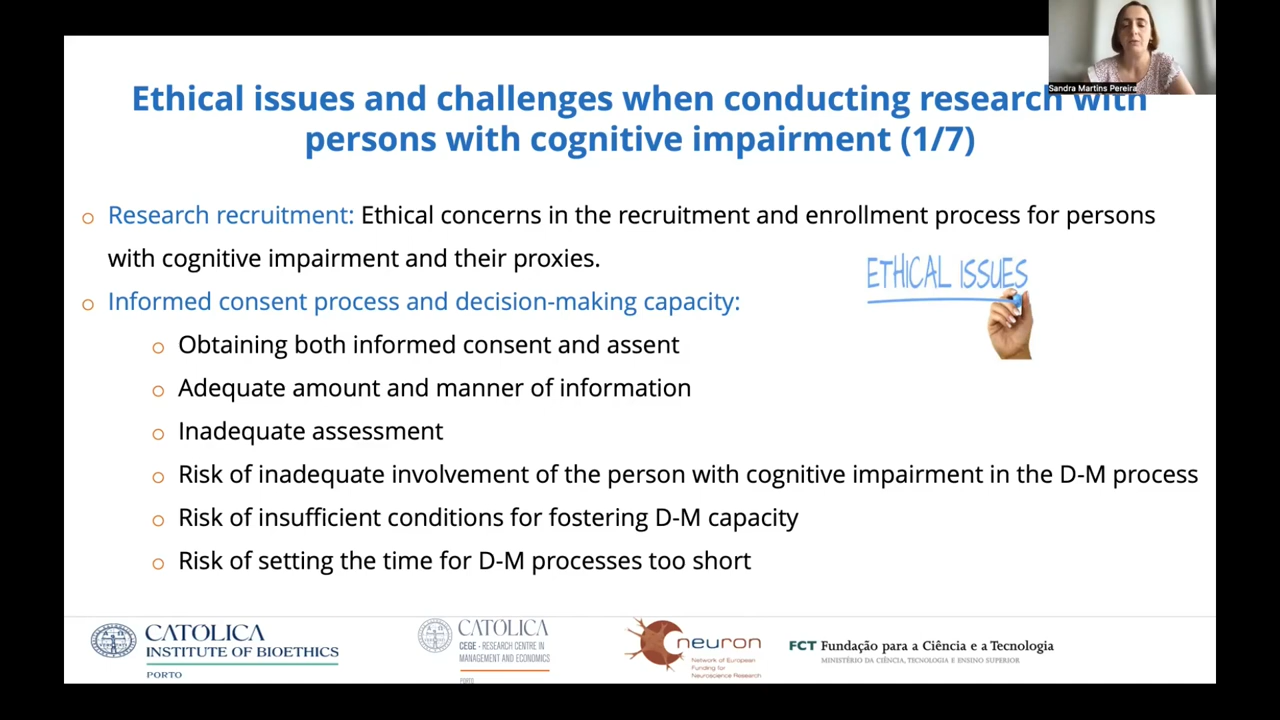 Sandra Martins Pereira
Ethical issues and challenges when conducting research with
persons with cognitive impairment (1/7)
o Research recruitment: Ethical concerns in the recruitment and enrollment process for persons
with cognitive impairment and their proxies.
ETHICAL ISSUES
o Informed consent process and decision-making capacity:
o Obtaining both informed consent and assent
o Adequate amount and manner of information
o Inadequate assessment
o Risk of inadequate involvement of the person with cognitive impairment in the D-M process
o Risk of insufficient conditions for fostering D-M capacity
o Risk of setting the time for D-M processes too short
CATOLICA
INSTITUTE OF BIOETHICS
PORTO
CATOLICA
CEGE - RESEARCH CENTRE IN
MANAGEMENT AND ECONOMICS
PORTO
neuron
Network of European
Funding for
Neuroscience Research
FCT Fundação para a Ciência e a Tecnologia
MINISTÉRIO DA CIÊNCIA, TECNOLOGIA E ENSINO SUPERIOR